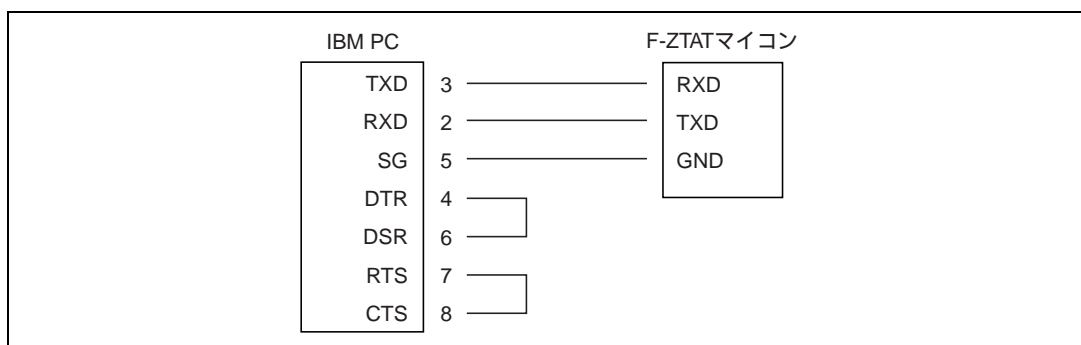 IBM PC F-ZTATマイコン
TXD 3 RXD
RXD 2 TXD
SG 5 GND
DTR 4
DSR 6
RTS 7
CTS 8